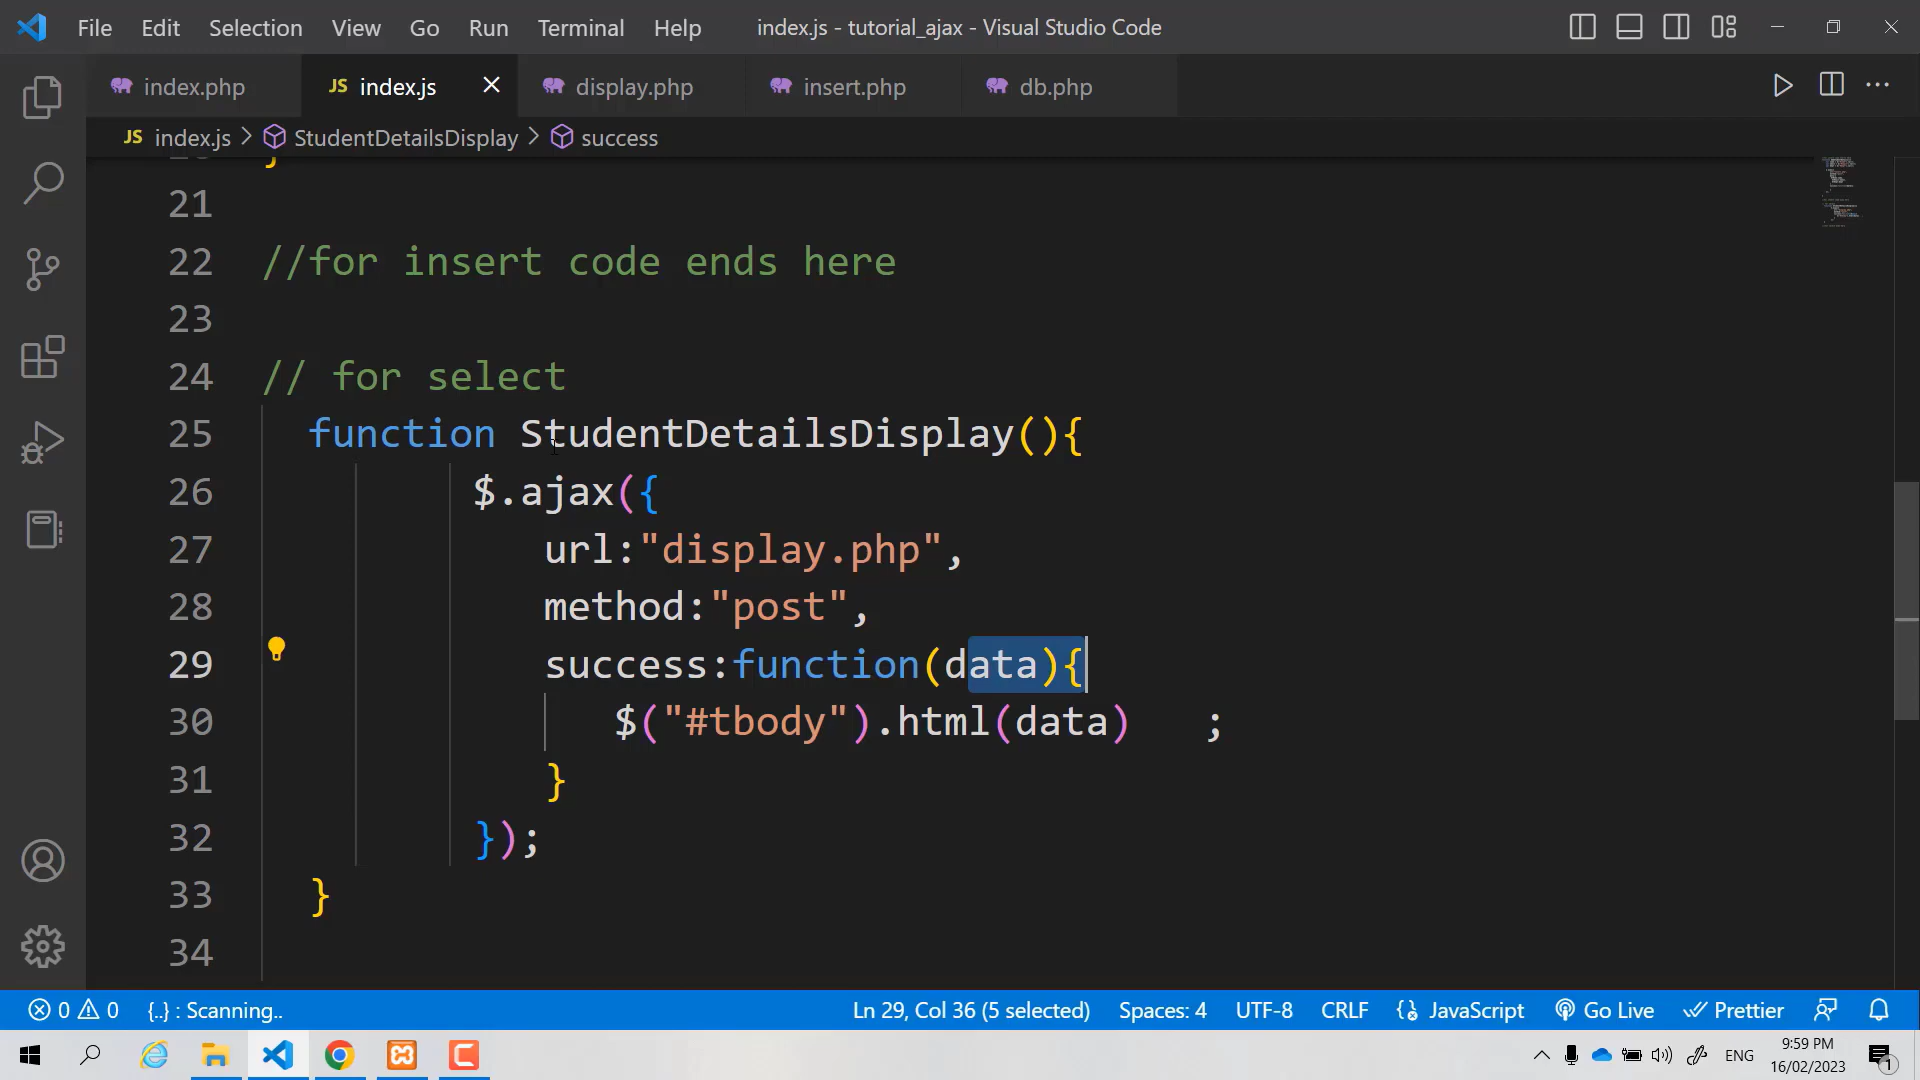 File Edit Selection View Go Run Terminal Help index.js - tutorial_ajax - Visual Studio Code
index.php JS index.js display.php insert.php db.php
JS index.js > StudentDetailsDisplay > success
}
21
22 //for insert code ends here
23
24 // for select
25 function StudentDetailsDisplay(){
26 $.ajax({
27 url:"display.php",
28 method:"post",
29 success:function(data){
30 $("#tbody").html(data) ;
31 }
32 });
33 }
34
0 0 {..} : Scanning.. Ln 29, Col 36 (5 selected) Spaces: 4 UTF-8 CRLF JavaScript Go Live Prettier
ENG 9:59 PM
16/02/2023 1